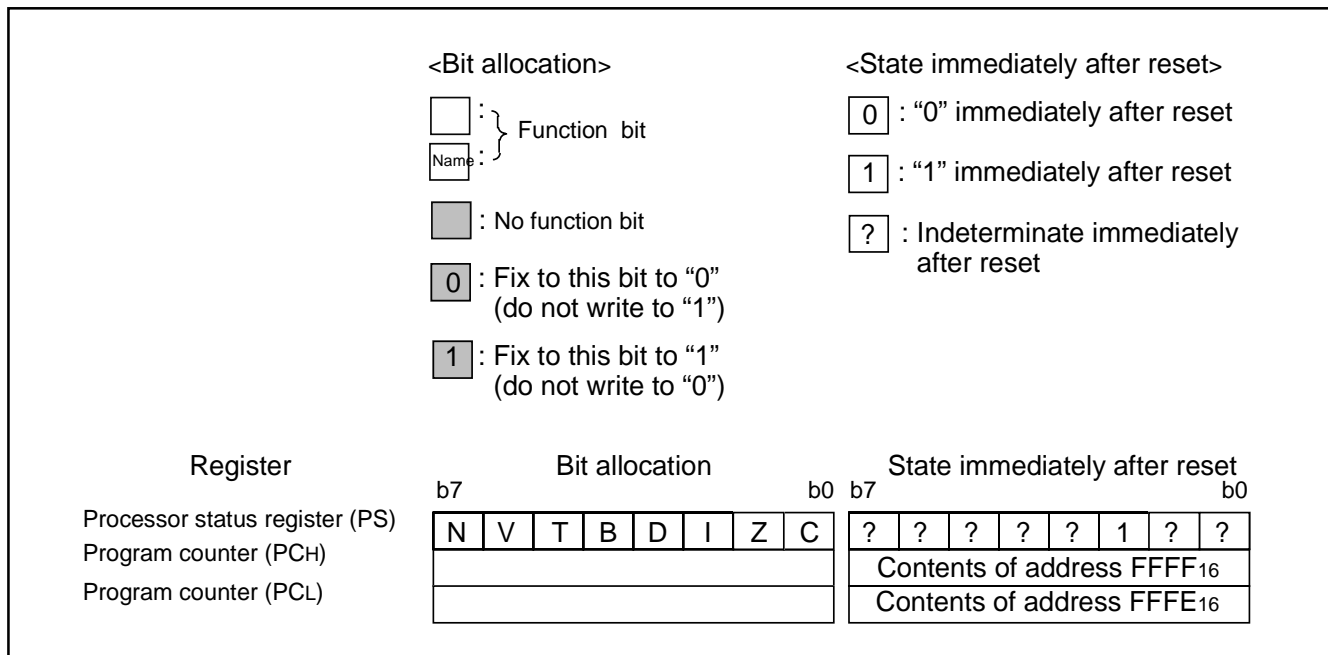 <Bit allocation>
:
Name :
Function bit
: No function bit
0 : Fix to this bit to “0”
(do not write to “1”)
1 : Fix to this bit to “1”
(do not write to “0”)
<State immediately after reset>
0 : “0” immediately after reset
1 : “1” immediately after reset
? : Indeterminate immediately
after reset
Register Bit allocation State immediately after reset
b7 b0 b7 b0
Processor status register (PS) N V T B D I Z C ? ? ? ? ? 1 ? ?
Program counter (PCH) Contents of address FFFF16
Program counter (PCL) Contents of address FFFE16